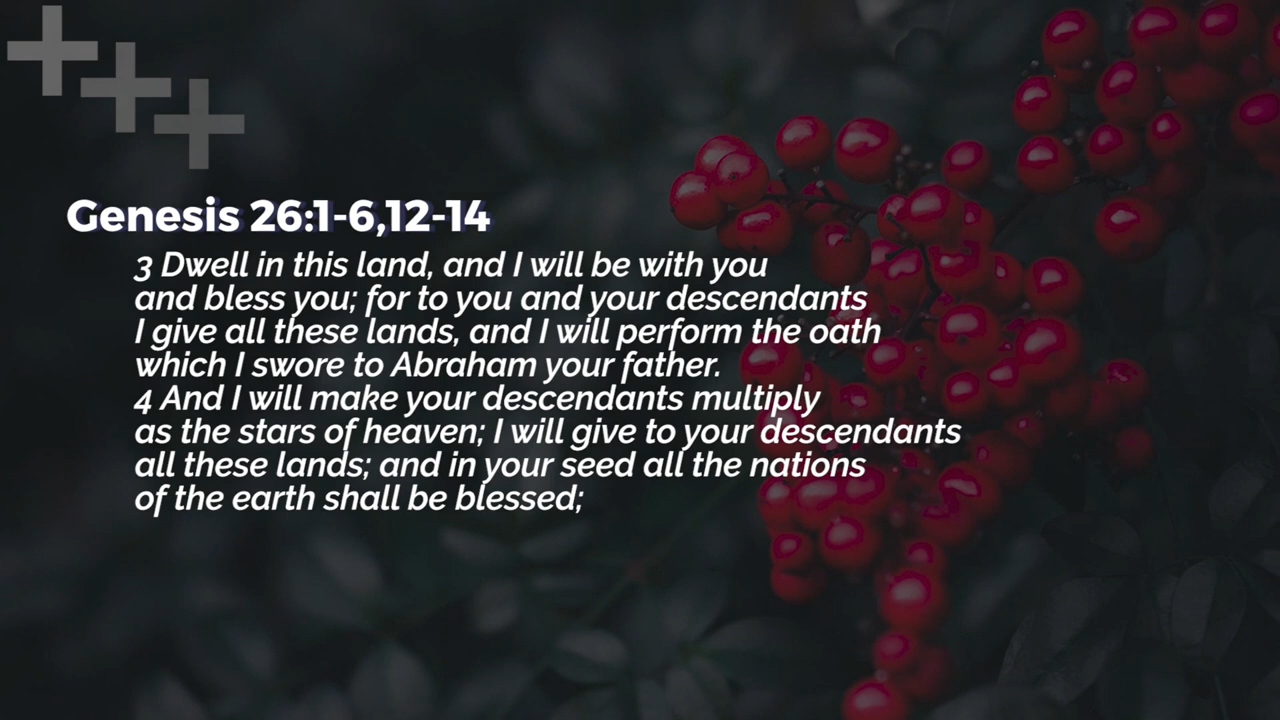 Genesis 26:1-6,12-14
3 Dwell in this land, and I will be with you
and bless you; for to you and your descendants
I give all these lands, and I will perform the oath
which I swore to Abraham your father.
4 And I will make your descendants multiply
as the stars of heaven; I will give to your descendants
all these lands; and in your seed all the nations
of the earth shall be blessed;